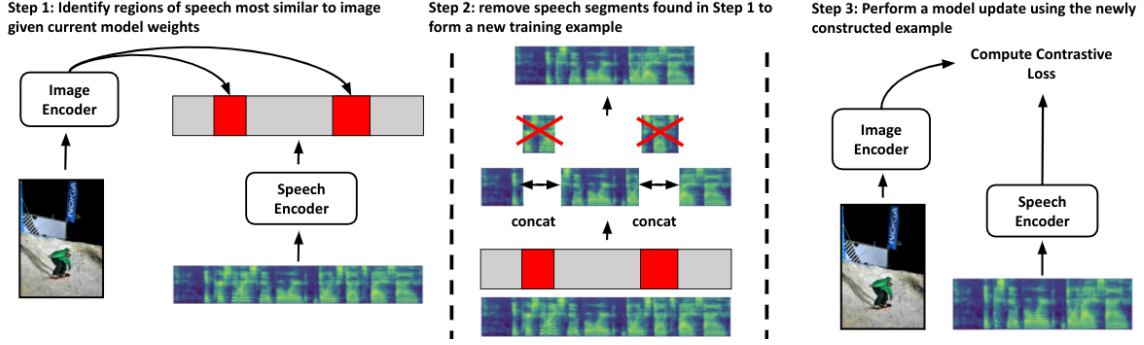 Step 1: Identify regions of speech most similar to image
given current model weights
Image
Encoder
Speech
Encoder
NOKIA
Step 2: remove speech segments found in Step 1 to
form a new training example
concat
concat
Step 3: Perform a model update using the newly
constructed example
Compute Contrastive
Loss
Image
Encoder
Speech
Encoder
NOKIA